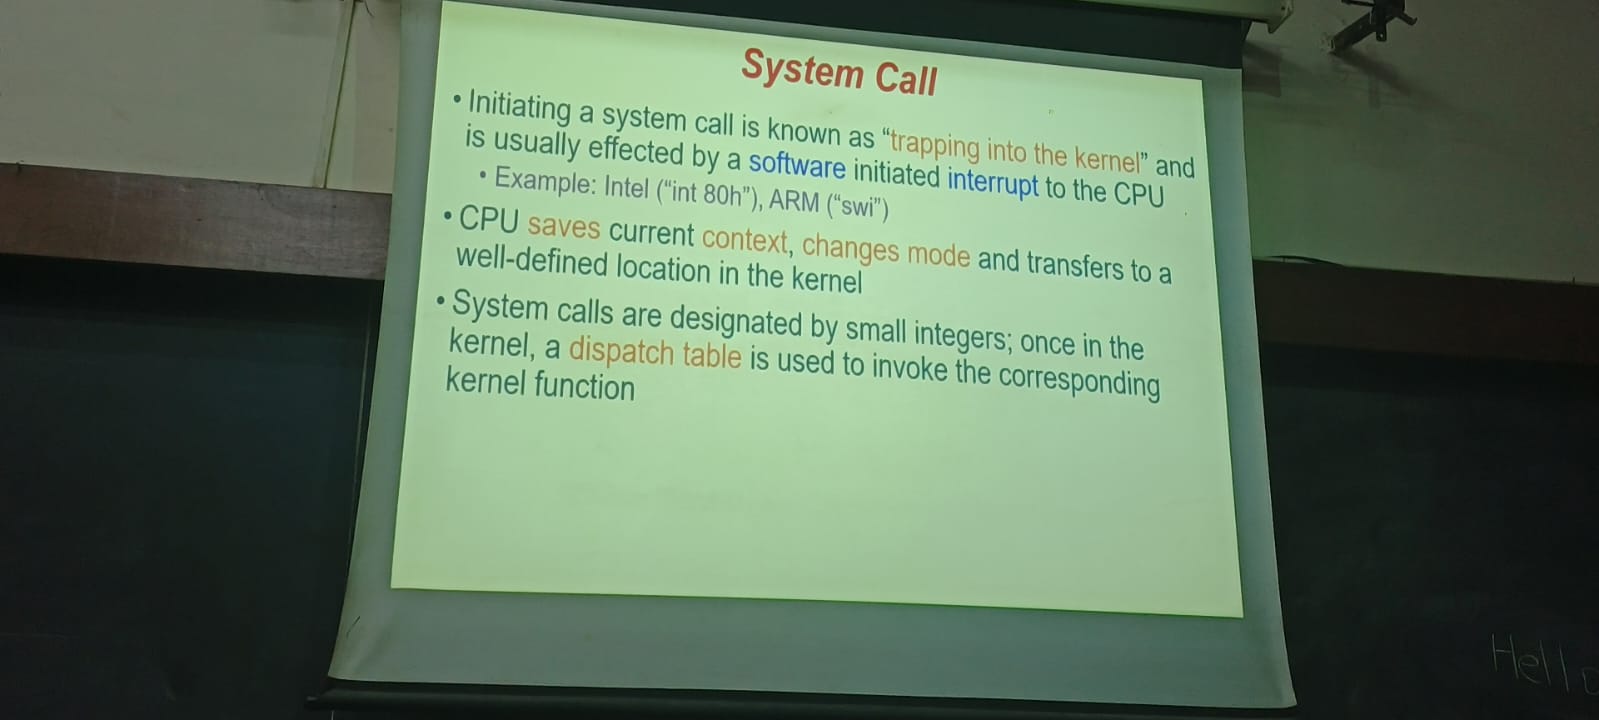 System Call
• Initiating a system call is known as “trapping into the kernel” and
is usually effected by a software initiated interrupt to the CPU
• Example: Intel (“int 80h”), ARM (“swi”)
• CPU saves current context, changes mode and transfers to a
well-defined location in the kernel
• System calls are designated by small integers; once in the
kernel, a dispatch table is used to invoke the corresponding
kernel function
Hello